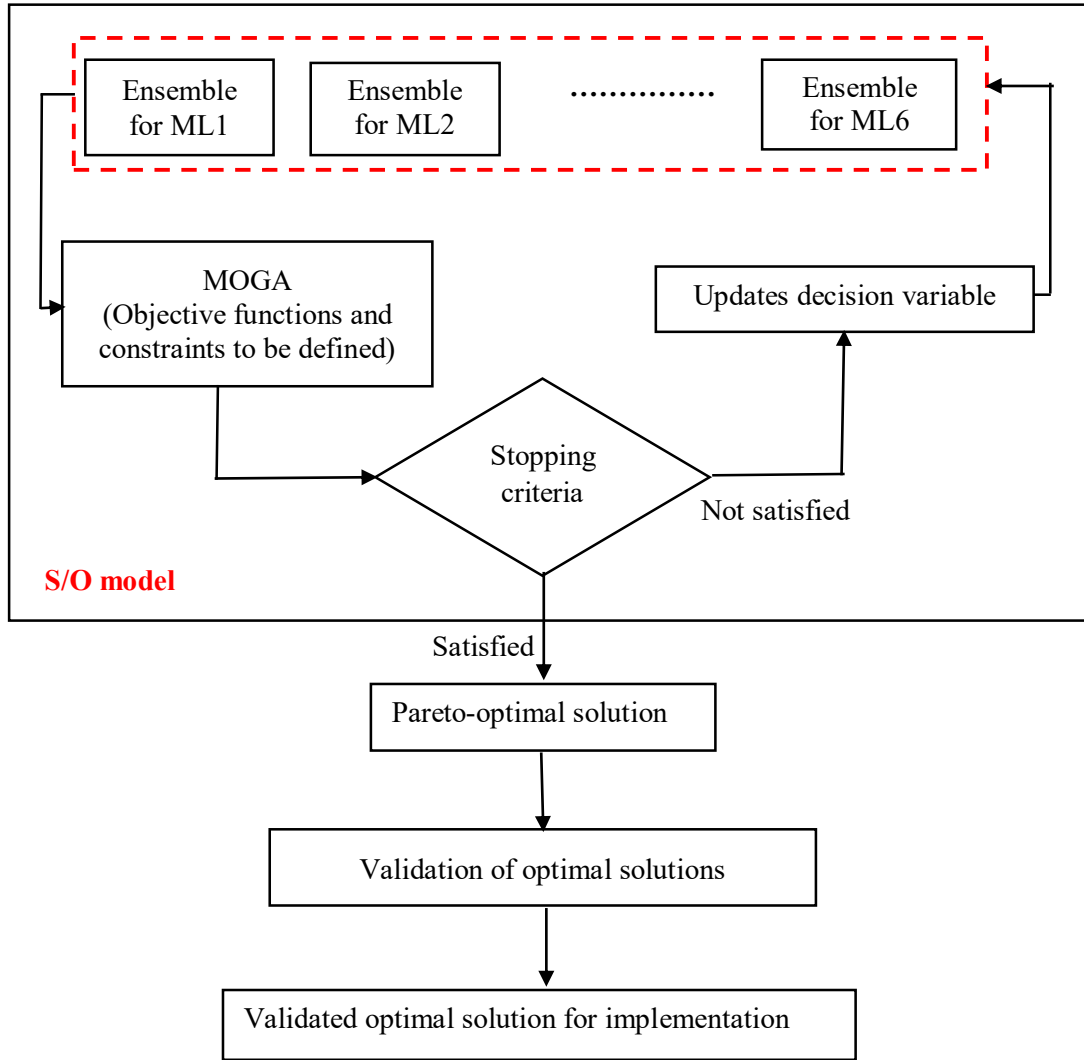 Ensemble
for ML1
Ensemble
for ML2
...............
Ensemble
for ML6
MOGA
(Objective functions and
constraints to be defined)
Updates decision variable
Stopping
criteria
Not satisfied
S/O model
Satisfied
Pareto-optimal solution
Validation of optimal solutions
Validated optimal solution for implementation